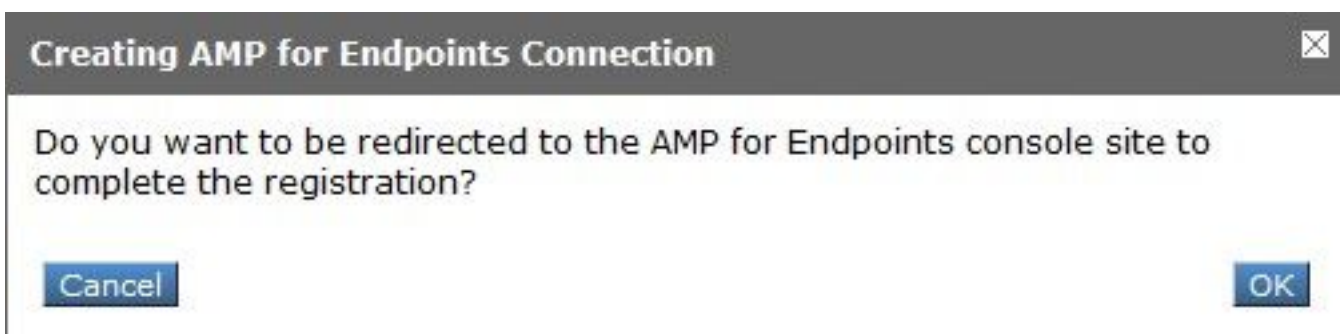 Creating AMP for Endpoints Connection
Do you want to be redirected to the AMP for Endpoints console site to
complete the registration?
Cancel
OK